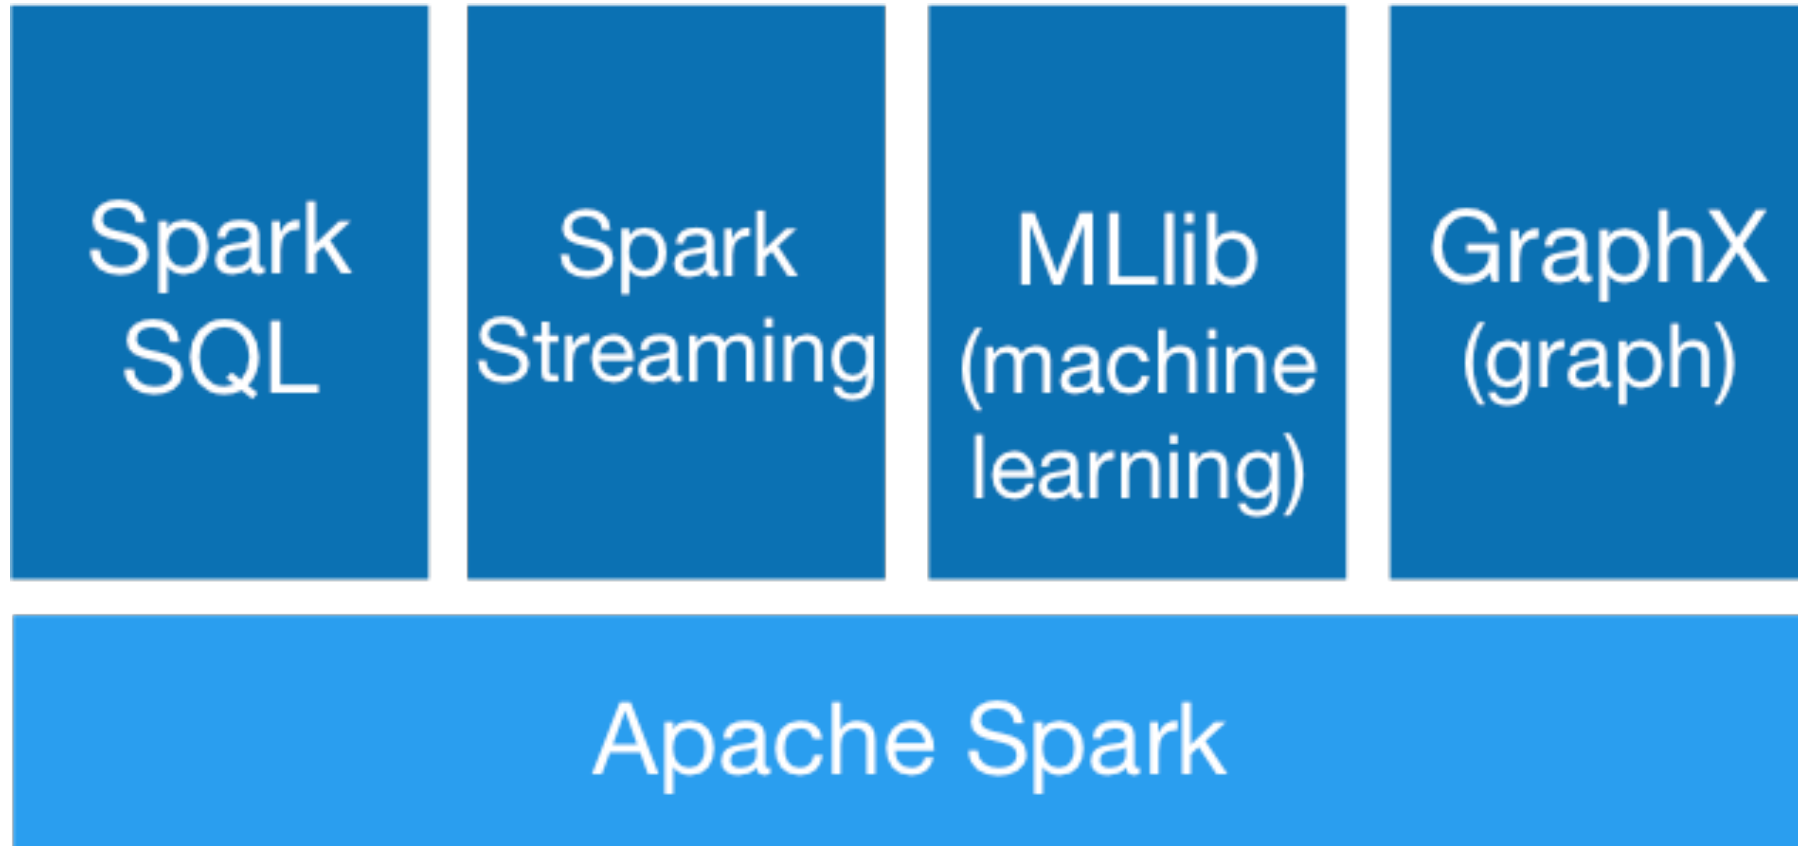 Spark
SQL
Spark
Streaming
MLlib
(machine
learning)
GraphX
(graph)
Apache Spark